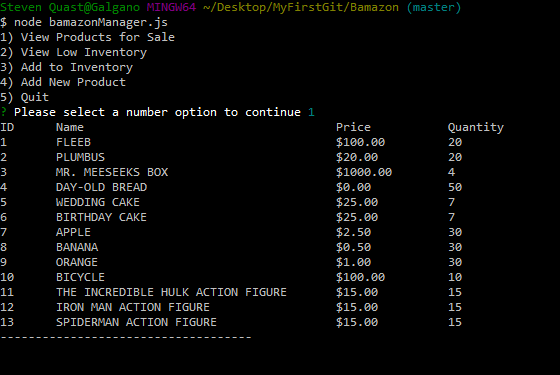 Steven Quast@Galgano MINGW64 ~/Desktop/MyFirstGit/Bamazon (master)
$ node bamazonManager.js
1) View Products for Sale
2) View Low Inventory
3) Add to Inventory
4) Add New Product
5) Quit
? Please select a number option to continue 1
ID Name Price Quantity
1 FLEEB $100.00 20
2 PLUMBUS $20.00 20
3 MR. MEESEEKS BOX $1000.00 4
4 DAY-OLD BREAD $0.00 50
5 WEDDING CAKE $25.00 7
6 BIRTHDAY CAKE $25.00 7
7 APPLE $2.50 30
8 BANANA $0.50 30
9 ORANGE $1.00 30
10 BICYCLE $100.00 10
11 THE INCREDIBLE HULK ACTION FIGURE $15.00 15
12 IRON MAN ACTION FIGURE $15.00 15
13 SPIDERMAN ACTION FIGURE $15.00 15
------------------------------------